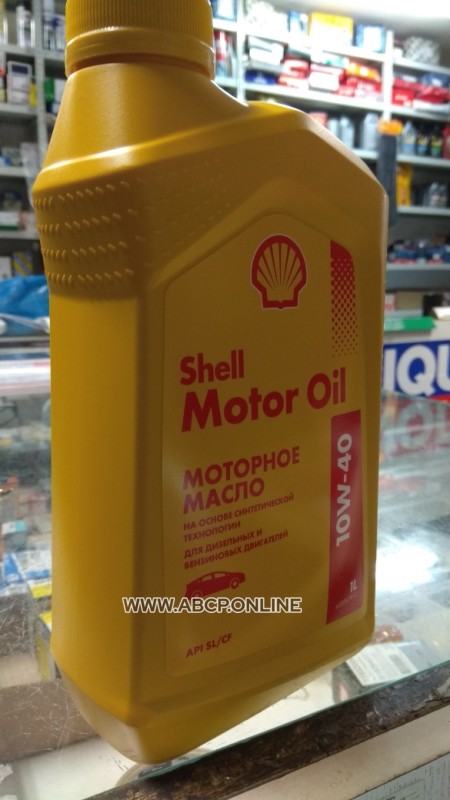 Shell
Motor Oil
МОТОРНОЕ
МАСЛО
НА ОСНОВЕ СИНТЕТИЧЕСКОЙ
ТЕХНОЛОГИИ
ДЛЯ ДИЗЕЛЬНЫХ И
БЕНЗИНОВЫХ ДВИГАТЕЛЕЙ
10W-40
1L
API SL/CF
WWW.ABCP.ONLINE
IQU